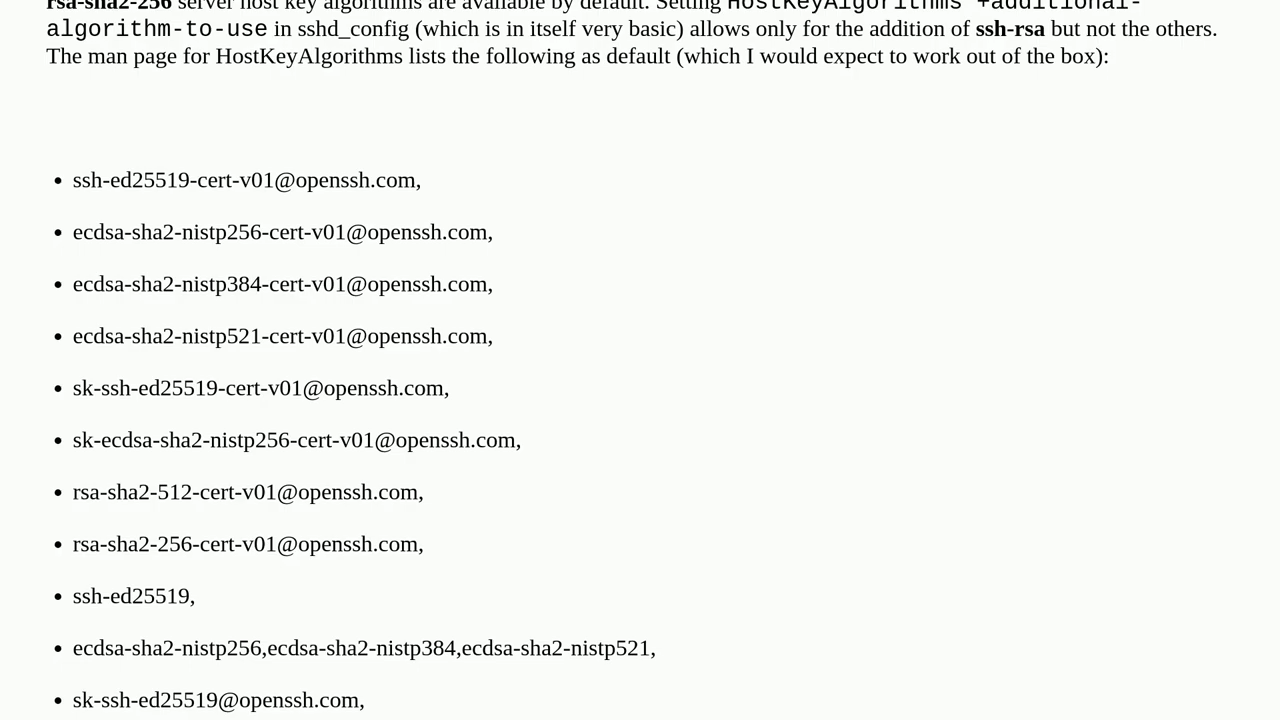 rsa-sha2-256 server host key algorithms are available by default. Setting HostKeyAlgorithms +additional-
algorithm-to-use in sshd_config (which is in itself very basic) allows only for the addition of ssh-rsa but not the others.
The man page for HostKeyAlgorithms lists the following as default (which I would expect to work out of the box):
• ssh-ed25519-cert-v01@openssh.com,
• ecdsa-sha2-nistp256-cert-v01@openssh.com,
• ecdsa-sha2-nistp384-cert-v01@openssh.com,
• ecdsa-sha2-nistp521-cert-v01@openssh.com,
• sk-ssh-ed25519-cert-v01@openssh.com,
• sk-ecdsa-sha2-nistp256-cert-v01@openssh.com,
• rsa-sha2-512-cert-v01@openssh.com,
• rsa-sha2-256-cert-v01@openssh.com,
• ssh-ed25519,
• ecdsa-sha2-nistp256,ecdsa-sha2-nistp384,ecdsa-sha2-nistp521,
• sk-ssh-ed25519@openssh.com,